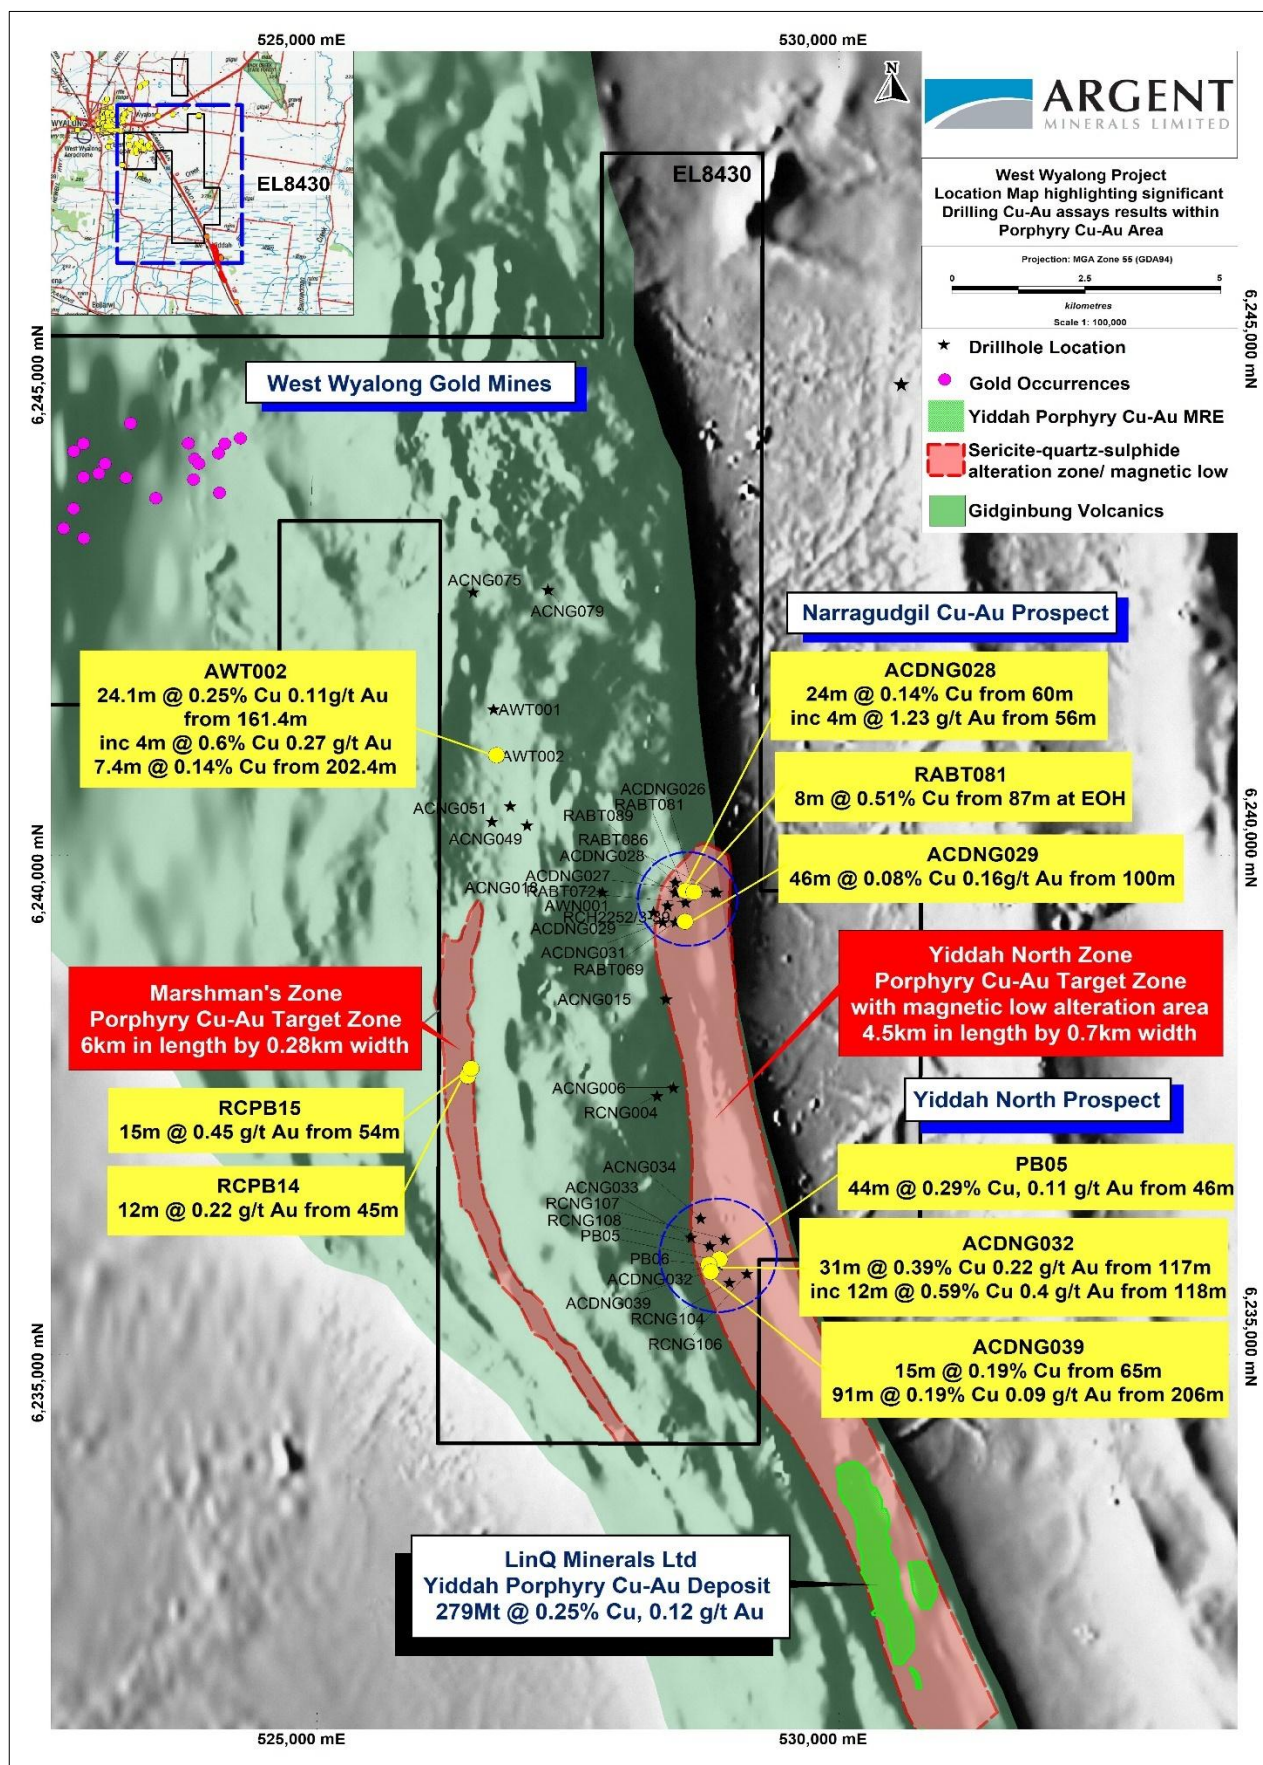 525,000 mE
530,000 mE
WYALONG
Wyalong
West Wyalong
Aerodrome
Creek
EL8430
EL8430
N
ARGENT
MINERALS LIMITED
West Wyalong Project
Location Map highlighting significant
Drilling Cu-Au assays results within
Porphyry Cu-Au Area
Projection: MGA Zone 55 (GDA94)
0 2.5 5
kilometres
Scale 1: 100,000
Drillhole Location
Gold Occurrences
Yiddah Porphyry Cu-Au MRE
Sericite-quartz-sulphide
alteration zone/ magnetic low
Gidginbung Volcanics
6,245,000 mN
6,245,000 mN
West Wyalong Gold Mines
ACNG075
ACNG079
Narragudgil Cu-Au Prospect
AWT002
24.1m @ 0.25% Cu 0.11g/t Au
from 161.4m
inc 4m @ 0.6% Cu 0.27 g/t Au
7.4m @ 0.14% Cu from 202.4m
AWT001
AWT002
ACDNG028
24m @ 0.14% Cu from 60m
inc 4m @ 1.23 g/t Au from 56m
RABT081
8m @ 0.51% Cu from 87m at EOH
ACDNG029
46m @ 0.08% Cu 0.16g/t Au from 100m
ACNG051
ACNG049
ACDNG026
RABT081
RABT089
RABT086
ACDNG028
ACDNG027
ACNG018
RABT072
AWN001
RCH2252/3-39
ACDNG029
ACDNG031
RABT069
ACNG015
6,240,000 mN
6,240,000 mN
Marshman's Zone
Porphyry Cu-Au Target Zone
6km in length by 0.28km width
Yiddah North Zone
Porphyry Cu-Au Target Zone
with magnetic low alteration area
4.5km in length by 0.7km width
ACNG006
RCNG004
RCPB15
15m @ 0.45 g/t Au from 54m
RCPB14
12m @ 0.22 g/t Au from 45m
Yiddah North Prospect
PB05
44m @ 0.29% Cu, 0.11 g/t Au from 46m
ACDNG032
31m @ 0.39% Cu 0.22 g/t Au from 117m
inc 12m @ 0.59% Cu 0.4 g/t Au from 118m
ACDNG039
15m @ 0.19% Cu from 65m
91m @ 0.19% Cu 0.09 g/t Au from 206m
ACNG034
ACNG033
RCNG107
RCNG108
PB05
PB06
ACDNG032
ACDNG039
RCNG104
RCNG106
6,235,000 mN
6,235,000 mN
LinQ Minerals Ltd
Yiddah Porphyry Cu-Au Deposit
279Mt @ 0.25% Cu, 0.12 g/t Au
525,000 mE
530,000 mE